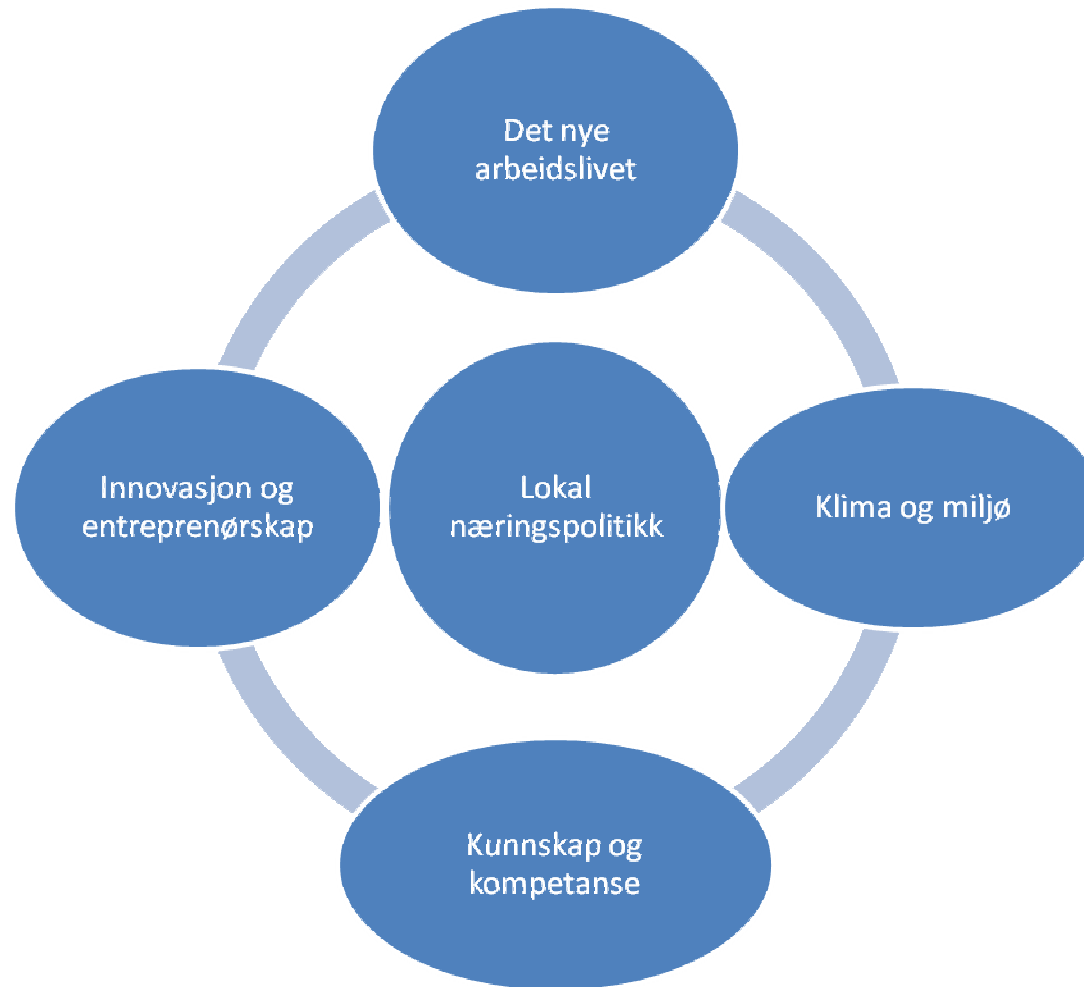 Det nye
arbeidslivet
Innovasjon og
entreprenørskap
Lokal
næringspolitikk
Klima og miljø
Kunnskap og
kompetanse